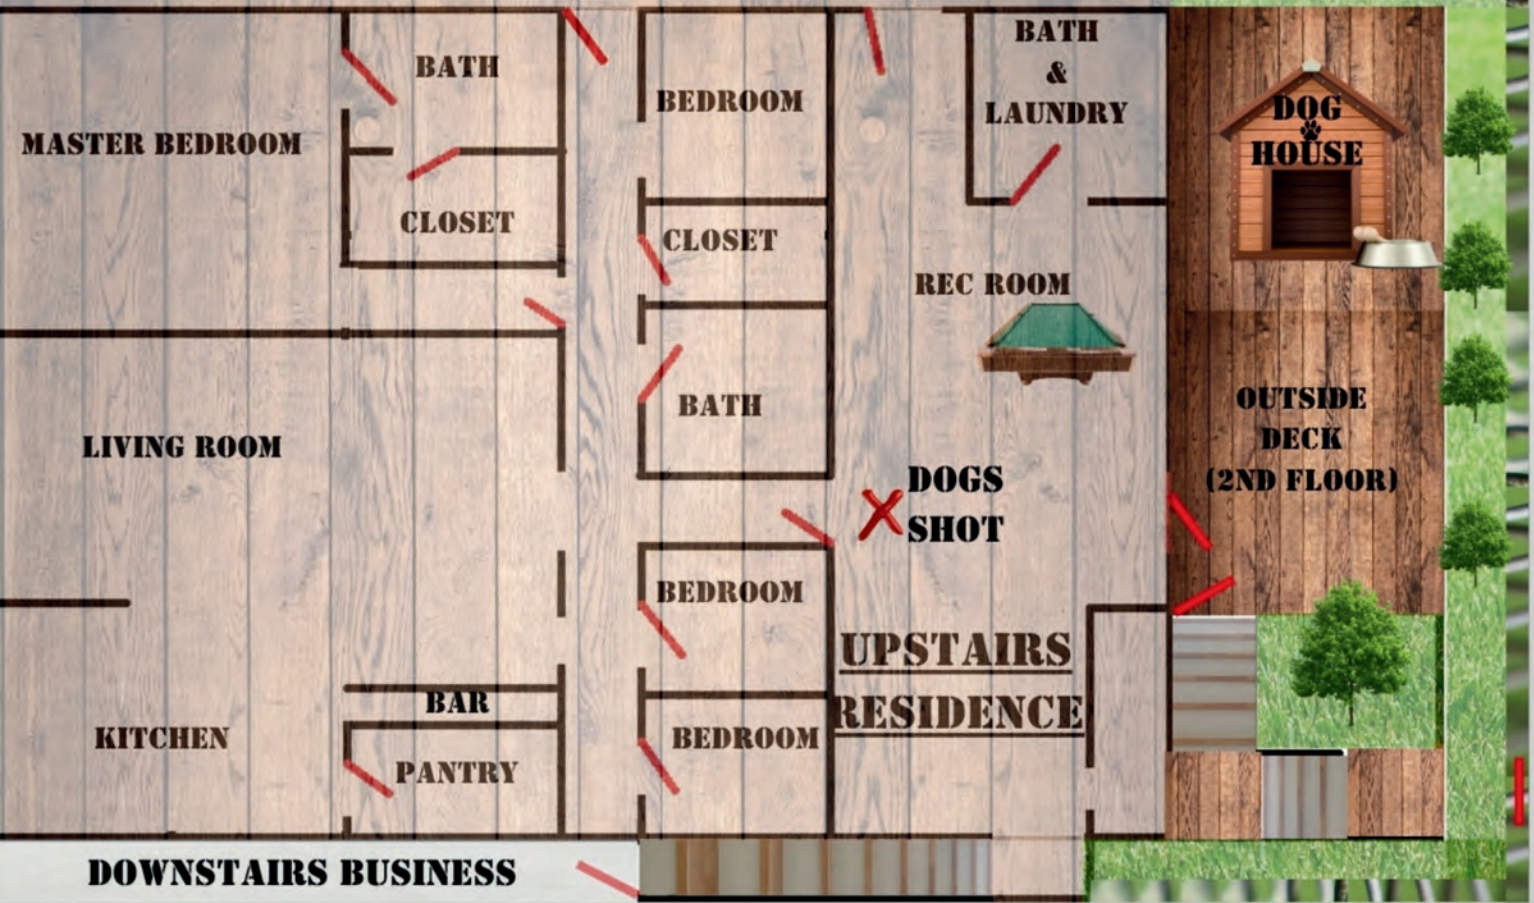 BATH
MASTER BEDROOM
CLOSET
BEDROOM
CLOSET
BATH
BATH
&
LAUNDRY
DOG
HOUSE
REC ROOM
LIVING ROOM
OUTSIDE
DECK
(2ND FLOOR)
DOGS
SHOT
BEDROOM
UPSTAIRS
RESIDENCE
BAR
KITCHEN
PANTRY
BEDROOM
DOWNSTAIRS BUSINESS